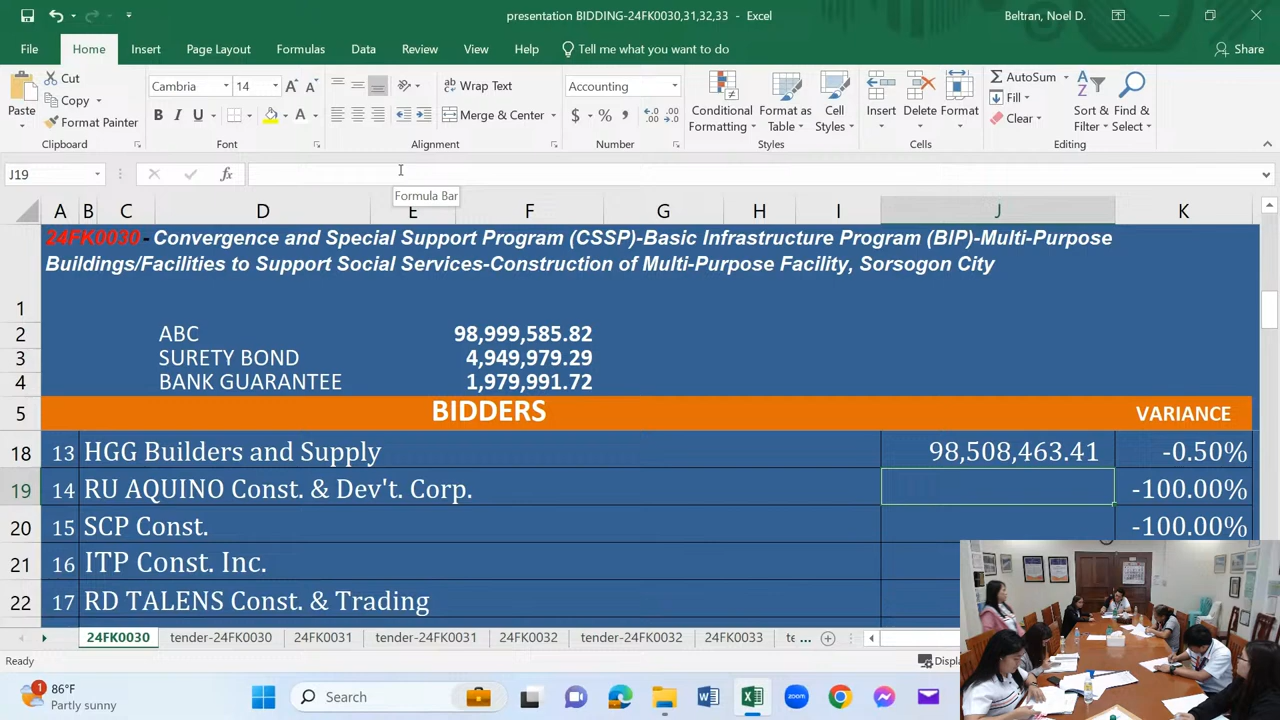 presentation BIDDING-24FK0030,31,32,33 - Excel
Beltran, Noel D.
File Home Insert Page Layout Formulas Data Review View Help Tell me what you want to do Share
Paste
Cut
Copy
Format Painter
Clipboard
Cambria 14
B I U A
Font
Wrap Text
Merge & Center
Alignment
Accounting
$ % ,
Number
Conditional Formatting
Format as Table
Cell Styles
Styles
Insert Delete Format
Cells
AutoSum
Fill
Clear
Sort & Filter
Find & Select
Editing
J19 fx
Formula Bar
A B C D E F G H I J K
24FK0030 - Convergence and Special Support Program (CSSP)-Basic Infrastructure Program (BIP)-Multi-Purpose
Buildings/Facilities to Support Social Services-Construction of Multi-Purpose Facility, Sorsogon City
1
2 ABC 98,999,585.82
3 SURETY BOND 4,949,979.29
4 BANK GUARANTEE 1,979,991.72
5 BIDDERS VARIANCE
18 13 HGG Builders and Supply 98,508,463.41 -0.50%
19 14 RU AQUINO Const. & Dev't. Corp. -100.00%
20 15 SCP Const. -100.00%
21 16 ITP Const. Inc.
22 17 RD TALENS Const. & Trading
24FK0030 tender-24FK0030 24FK0031 tender-24FK0031 24FK0032 tender-24FK0032 24FK0033 te ...
Ready
1 86°F
Partly sunny
Search
zoom